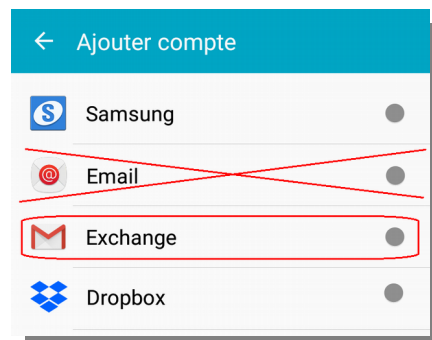 Ajouter compte
Samsung
Email
Exchange
Dropbox